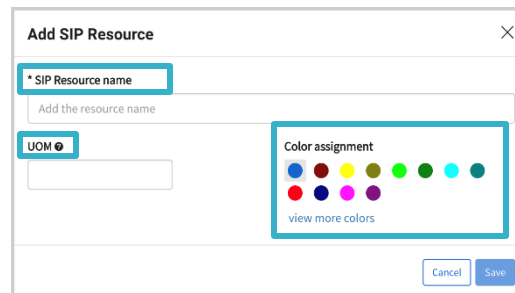 Add SIP Resource
* SIP Resource name
Add the resource name
UOM
Color assignment
view more colors
Cancel
Save